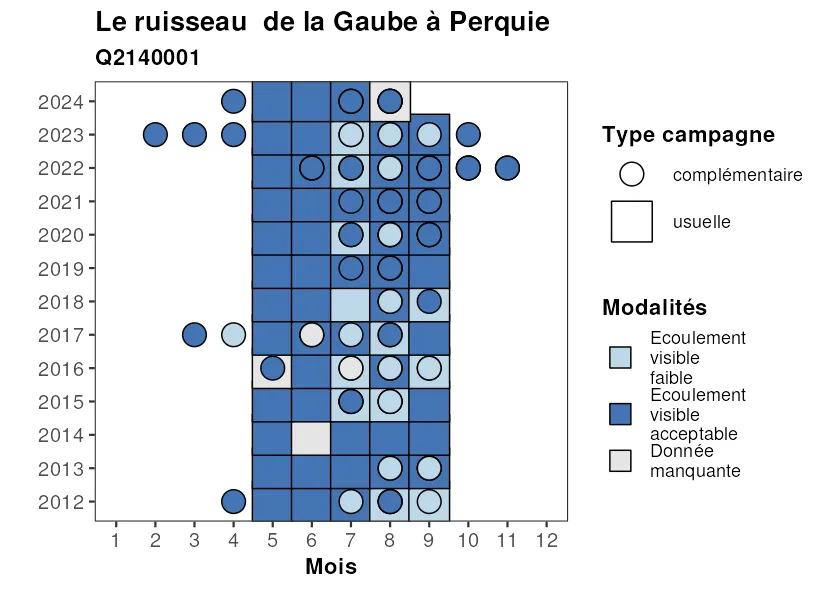 Le ruisseau  de la Gaube à Perquie
Q2140001
2024
2023
2022
2021
2020
2019
2018
2017
2016
2015
2014
2013
2012
1 2 3 4 5 6 7 8 9 10 11 12
Mois
Type campagne
complémentaire
usuelle
Modalités
Ecoulement
visible
faible
Ecoulement
visible
acceptable
Donnée
manquante